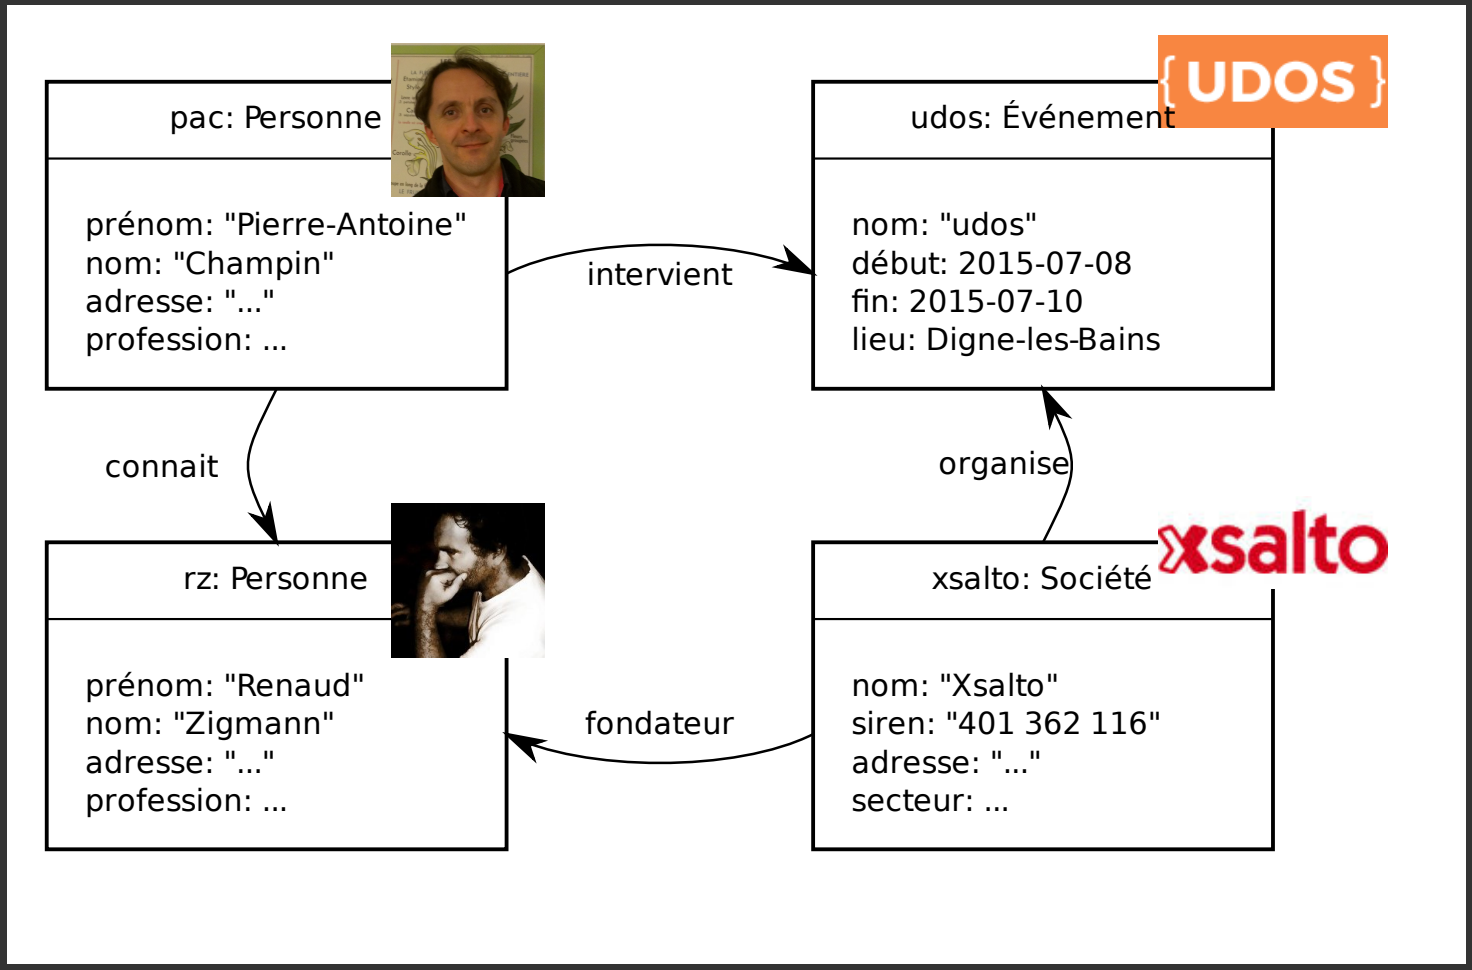 pac: Personne
prénom: "Pierre-Antoine"
nom: "Champin"
adresse: "..."
profession: ...
intervient
{ UDOS }
udos: Événement
nom: "udos"
début: 2015-07-08
fin: 2015-07-10
lieu: Digne-les-Bains
connait
organise
rz: Personne
prénom: "Renaud"
nom: "Zigmann"
adresse: "..."
profession: ...
fondateur
xsalto
xsalto: Société
nom: "Xsalto"
siren: "401 362 116"
adresse: "..."
secteur: ...